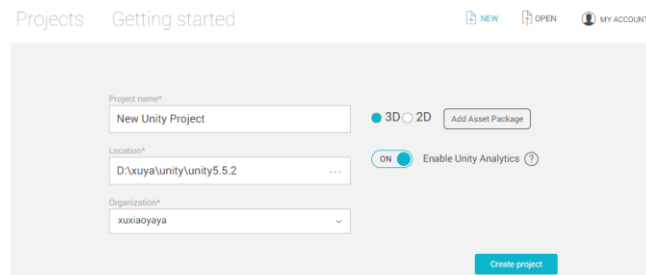 Projects Getting started NEW OPEN MY ACCOUNT
Project name*
New Unity Project 3D 2D Add Asset Package
Location*
D:\xuya\unity\unity5.5.2 ... ON Enable Unity Analytics ?
Organization*
xuxiaoyaya
Create project